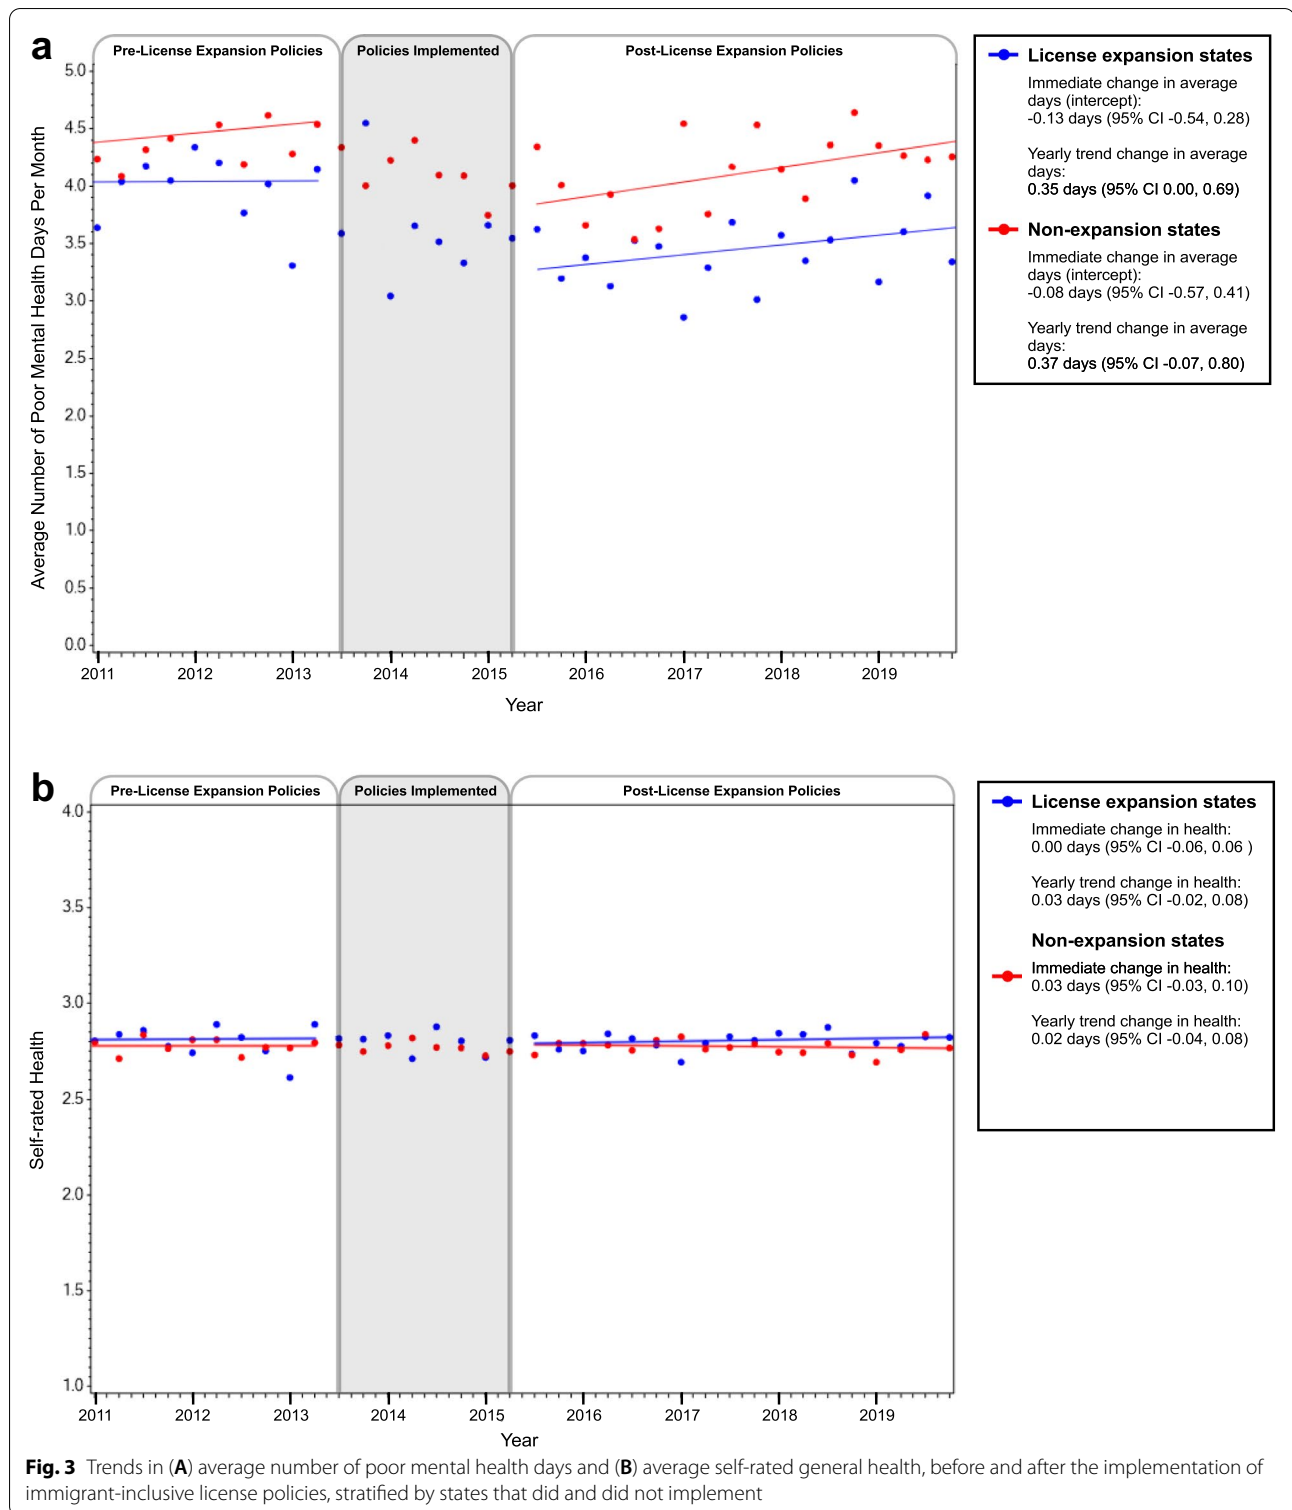 a
Pre-License Expansion Policies
Policies Implemented
Post-License Expansion Policies
Average Number of Poor Mental Health Days Per Month
5.0
4.5
4.0
3.5
3.0
2.5
2.0
1.5
1.0
0.5
0.0
2011 2012 2013 2014 2015 2016 2017 2018 2019
Year
License expansion states
Immediate change in average
days (intercept):
-0.13 days (95% CI -0.54, 0.28)
Yearly trend change in average
days:
0.35 days (95% CI 0.00, 0.69)
Non-expansion states
Immediate change in average
days (intercept):
-0.08 days (95% CI -0.57, 0.41)
Yearly trend change in average
days:
0.37 days (95% CI -0.07, 0.80)
b
Pre-License Expansion Policies
Policies Implemented
Post-License Expansion Policies
Self-rated Health
4.0
3.5
3.0
2.5
2.0
1.5
1.0
2011 2012 2013 2014 2015 2016 2017 2018 2019
Year
License expansion states
Immediate change in health:
0.00 days (95% CI -0.06, 0.06 )
Yearly trend change in health:
0.03 days (95% CI -0.02, 0.08)
Non-expansion states
Immediate change in health:
0.03 days (95% CI -0.03, 0.10)
Yearly trend change in health:
0.02 days (95% CI -0.04, 0.08)
Fig. 3 Trends in (A) average number of poor mental health days and (B) average self-rated general health, before and after the implementation of
immigrant-inclusive license policies, stratified by states that did and did not implement